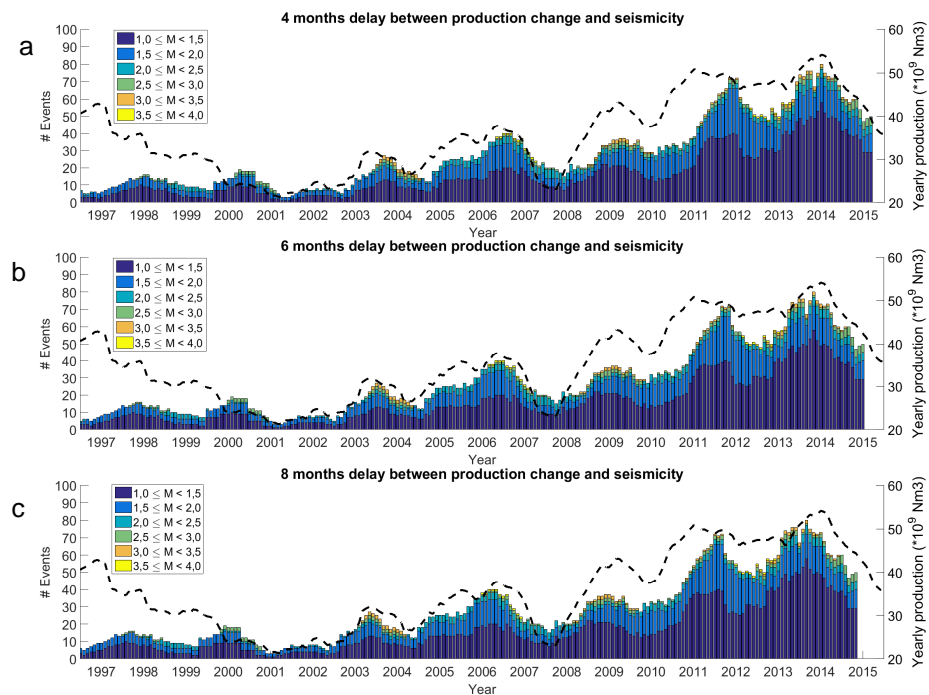 4 months delay between production change and seismicity
a
100
90
80
70
60
50
40
30
20
10
0
# Events
1,0 ≤ M < 1,5
1,5 ≤ M < 2,0
2,0 ≤ M < 2,5
2,5 ≤ M < 3,0
3,0 ≤ M < 3,5
3,5 ≤ M < 4,0
60
50
40
30
20
Yearly production (*10^9 Nm3)
1997 1998 1999 2000 2001 2002 2003 2004 2005 2006 2007 2008 2009 2010 2011 2012 2013 2014 2015
Year
6 months delay between production change and seismicity
b
100
90
80
70
60
50
40
30
20
10
0
# Events
1,0 ≤ M < 1,5
1,5 ≤ M < 2,0
2,0 ≤ M < 2,5
2,5 ≤ M < 3,0
3,0 ≤ M < 3,5
3,5 ≤ M < 4,0
60
50
40
30
20
Yearly production (*10^9 Nm3)
1997 1998 1999 2000 2001 2002 2003 2004 2005 2006 2007 2008 2009 2010 2011 2012 2013 2014 2015
Year
8 months delay between production change and seismicity
c
100
90
80
70
60
50
40
30
20
10
0
# Events
1,0 ≤ M < 1,5
1,5 ≤ M < 2,0
2,0 ≤ M < 2,5
2,5 ≤ M < 3,0
3,0 ≤ M < 3,5
3,5 ≤ M < 4,0
60
50
40
30
20
Yearly production (*10^9 Nm3)
1997 1998 1999 2000 2001 2002 2003 2004 2005 2006 2007 2008 2009 2010 2011 2012 2013 2014 2015
Year